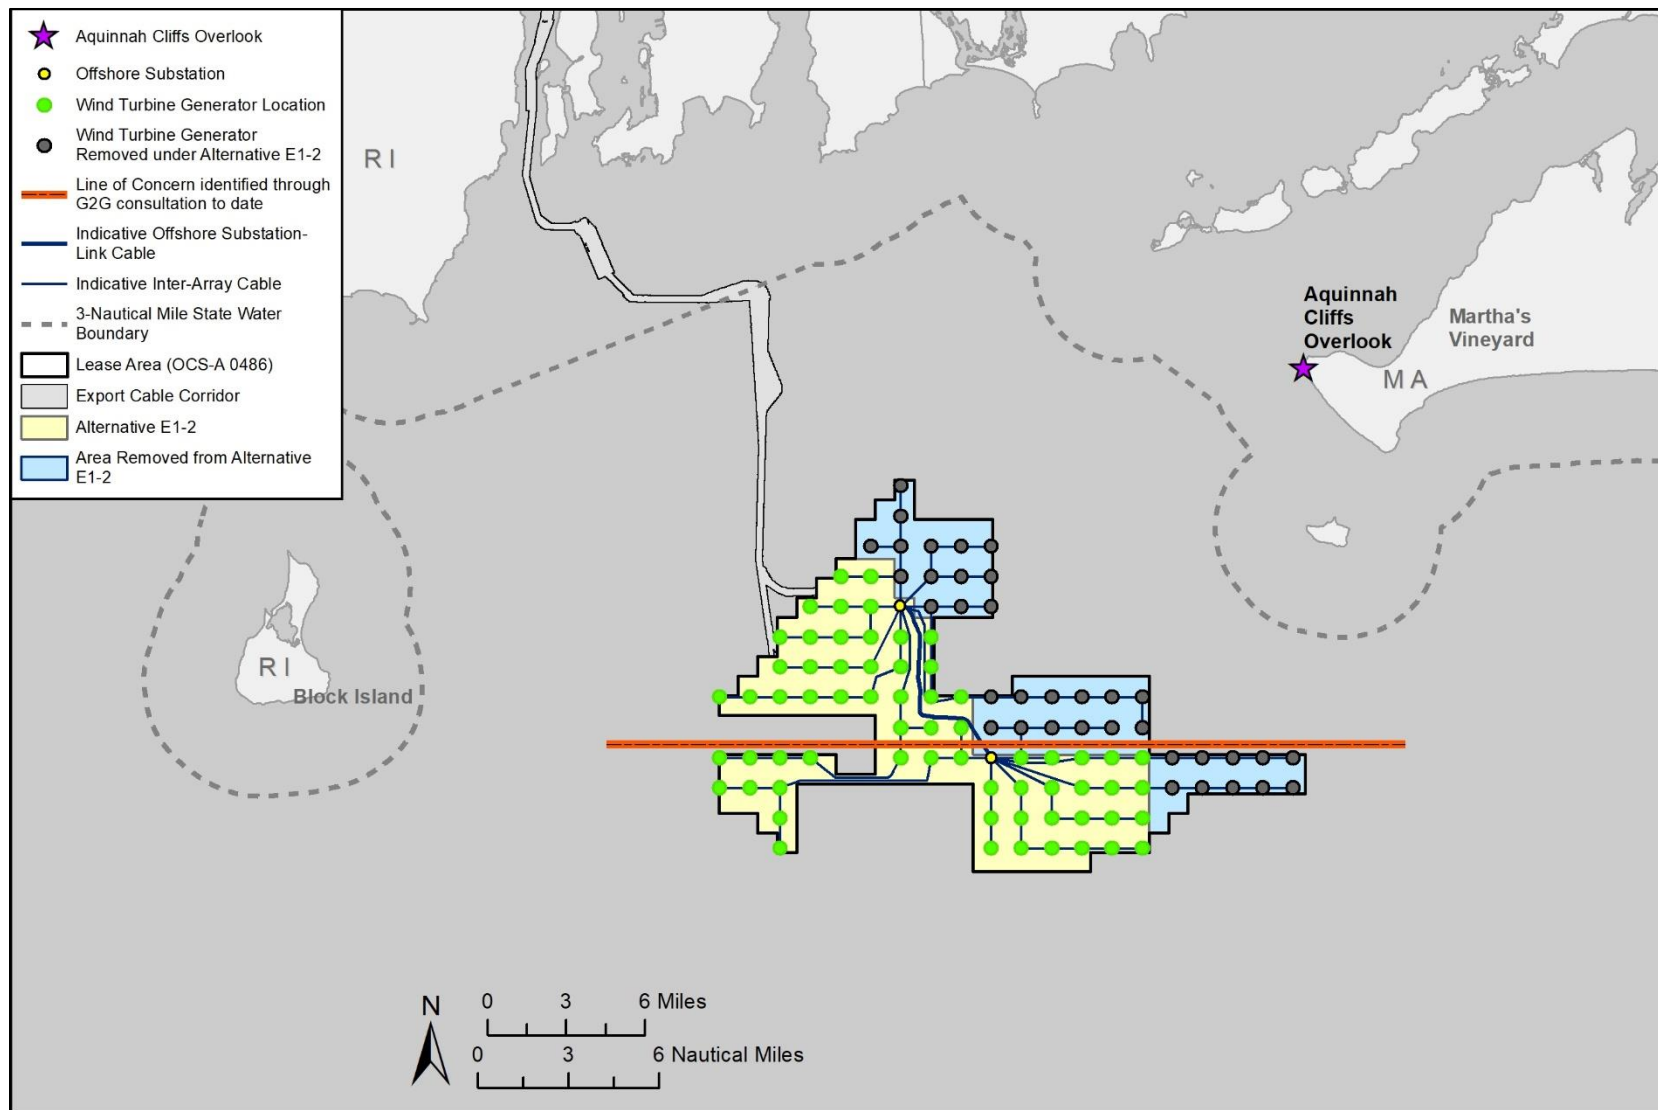 Aquinnah Cliffs Overlook
Offshore Substation
Wind Turbine Generator Location
Wind Turbine Generator
Removed under Alternative E1-2
Line of Concern identified through
G2G consultation to date
Indicative Offshore Substation-
Link Cable
Indicative Inter-Array Cable
3-Nautical Mile State Water
Boundary
Lease Area (OCS-A 0486)
Export Cable Corridor
Alternative E1-2
Area Removed from Alternative
E1-2
RI
Aquinnah
Cliffs
Overlook
Martha's
Vineyard
MA
RI
Block Island
N
0 3 6 Miles
0 3 6 Nautical Miles